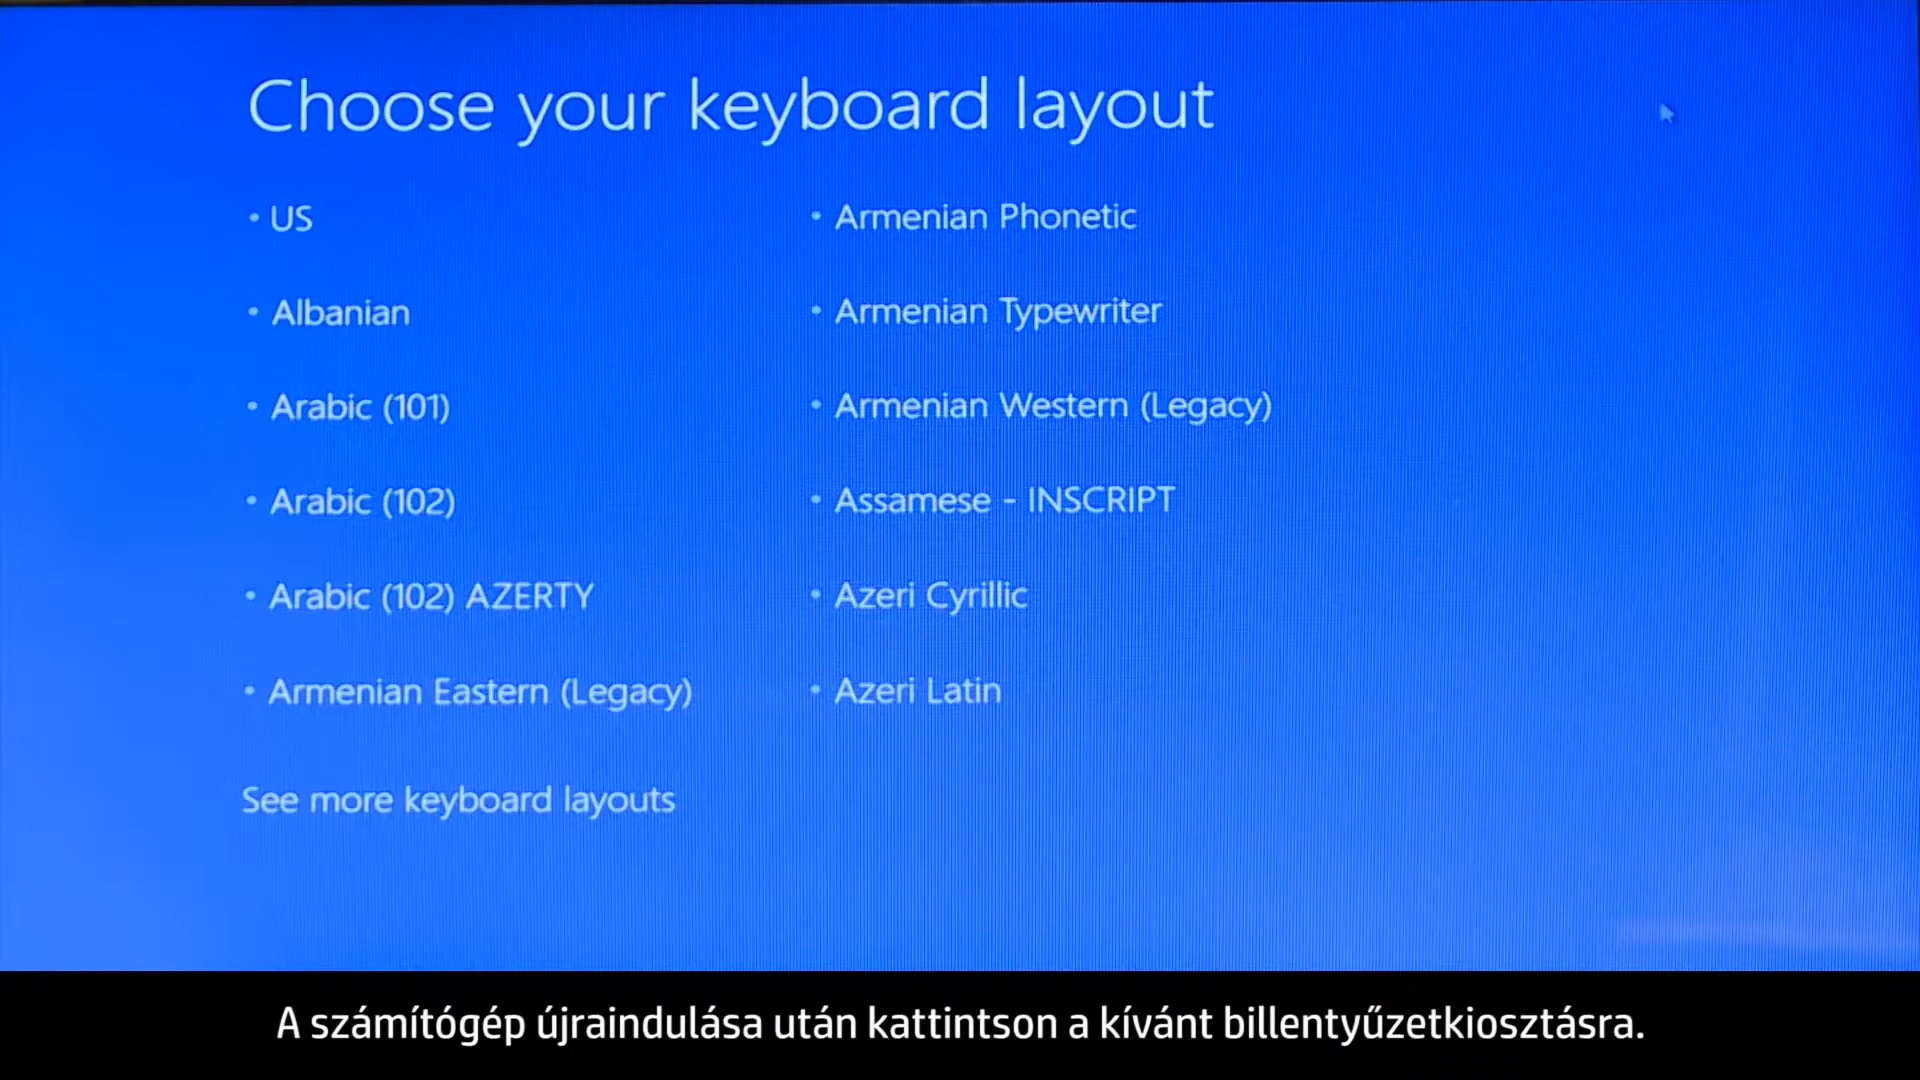 Choose your keyboard layout
• US
• Albanian
• Arabic (101)
• Arabic (102)
• Arabic (102) AZERTY
• Armenian Eastern (Legacy)
• Armenian Phonetic
• Armenian Typewriter
• Armenian Western (Legacy)
• Assamese - INSCRIPT
• Azeri Cyrillic
• Azeri Latin
See more keyboard layouts
A számítógép újraindulása után kattintson a kívánt billentyűzetkiosztásra.